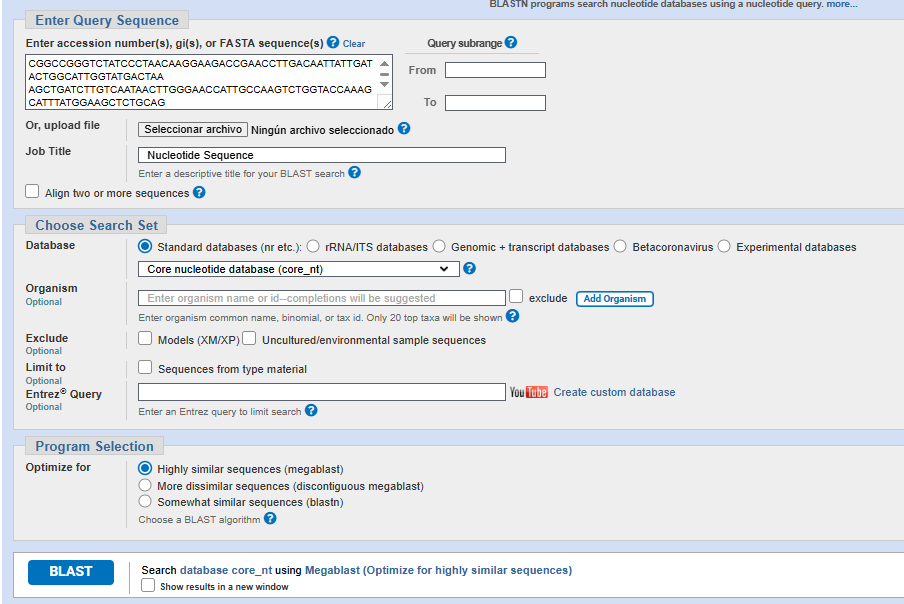 BLASTN programs search nucleotide databases using a nucleotide query. more...
Enter Query Sequence
Enter accession number(s), gi(s), or FASTA sequence(s) ? Clear
Query subrange ?
CGGCCGGGTCTATCCCTAACAAGGAAGACCGAACCTTGACAATTATTGAT
ACTGGCATTGGTATGACTAA
AGCTGATCTTGTCAATAACTTGGGAACCATTGCCAAGTCTGGTACCAAAG
CATTTATGGAAGCTCTGCAG
From
To
Or, upload file
Seleccionar archivo Ningún archivo seleccionado ?
Job Title
Nucleotide Sequence
Enter a descriptive title for your BLAST search ?
Align two or more sequences ?
Choose Search Set
Database
Standard databases (nr etc.): rRNA/ITS databases Genomic + transcript databases Betacoronavirus Experimental databases
Core nucleotide database (core_nt) ?
Organism
Optional
Enter organism name or id--completions will be suggested exclude Add Organism
Enter organism common name, binomial, or tax id. Only 20 top taxa will be shown ?
Exclude
Optional
Models (XM/XP) Uncultured/environmental sample sequences
Limit to
Optional
Sequences from type material
Entrez® Query
Optional
YouTube Create custom database
Enter an Entrez query to limit search ?
Program Selection
Optimize for
Highly similar sequences (megablast)
More dissimilar sequences (discontiguous megablast)
Somewhat similar sequences (blastn)
Choose a BLAST algorithm ?
BLAST
Search database core_nt using Megablast (Optimize for highly similar sequences)
Show results in a new window